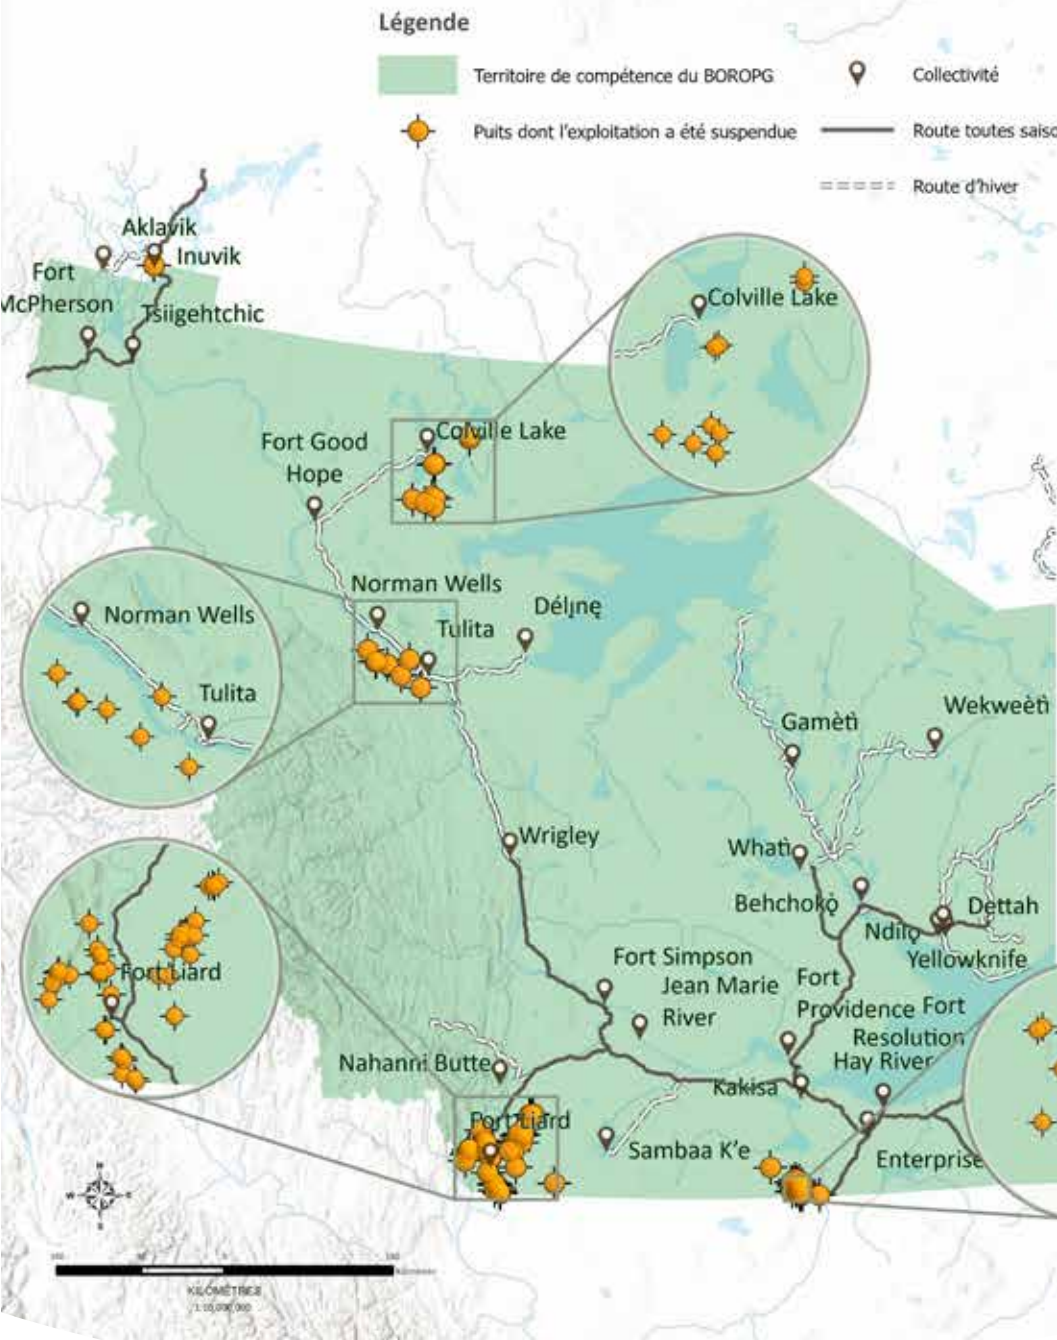 Légende
Territoire de compétence du BOROPG
Collectivité
Puits dont l'exploitation a été suspendue
Route toutes saiso
Route d'hiver
Aklavik
Inuvik
Fort
McPherson
Tsiigehtchic
Colville Lake
Fort Good
Hope
Colville Lake
Norman Wells
Tulita
Délı̨nę
Norman Wells
Tulita
Gamètì
Wekweètì
Wrigley
Whatì
Behchokǫ̀
Dettah
Ndilǫ
Yellowknife
Fort Liard
Fort Simpson
Jean Marie
River
Fort
Providence
Fort
Resolution
Hay River
Nahanni Butte
Kakisa
Fort Liard
Sambaa K'e
Enterprise
N
W
E
S
KILOMÈTRES